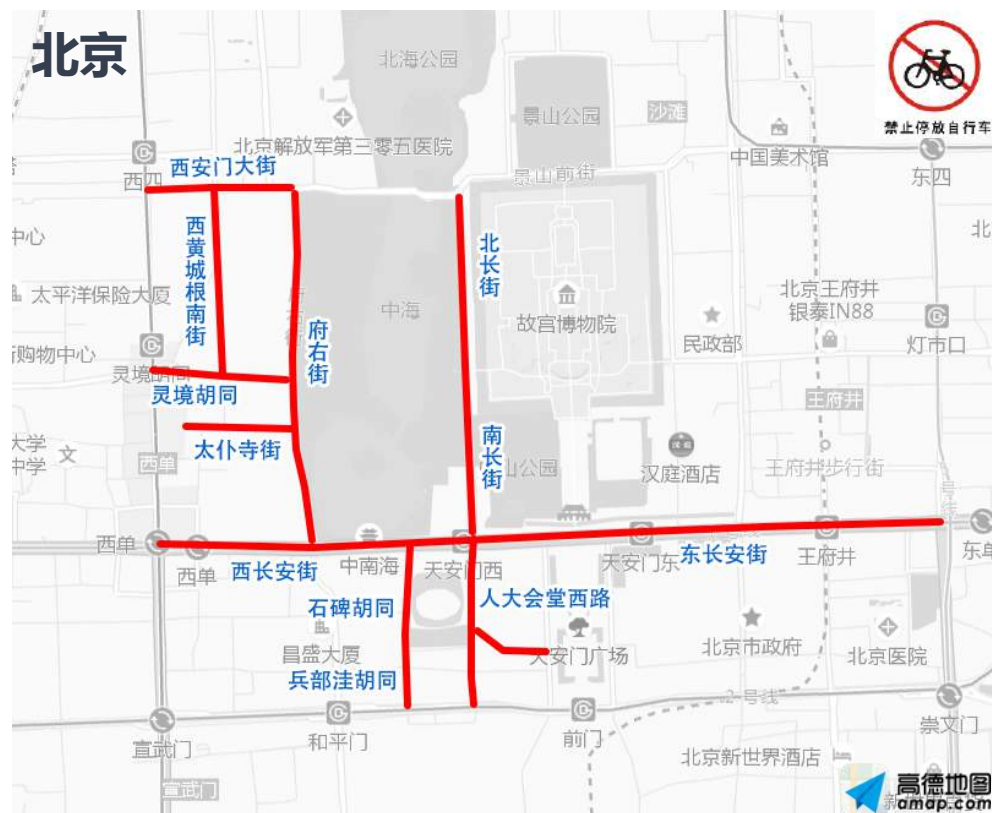 北京
禁止停放自行车
北海公园
景山公园
沙滩
北京解放军第三零五医院
中国美术馆
西四
西安门大街
景山前街
东四
中心
西黄城根南街
北长街
北
太平洋保险大厦
府右街
中海
故宫博物院
北京王府井
银泰IN88
民政部
灯市口
购物中心
灵境胡同
府右街
灵境胡同
王府井
太仆寺街
南长街
大学
中学
西单
山公园
汉庭酒店
王府井步行街
号线
西单
西单
西长安街
中南海
天安门西
天安门东
东长安街
王府井
东单
石碑胡同
人大会堂西路
昌盛大厦
天安门广场
北京市政府
北京医院
兵部洼胡同
2号线
宣武门
和平门
前门
崇文门
北京新世界酒店
宣武门
高德地图
amap.com